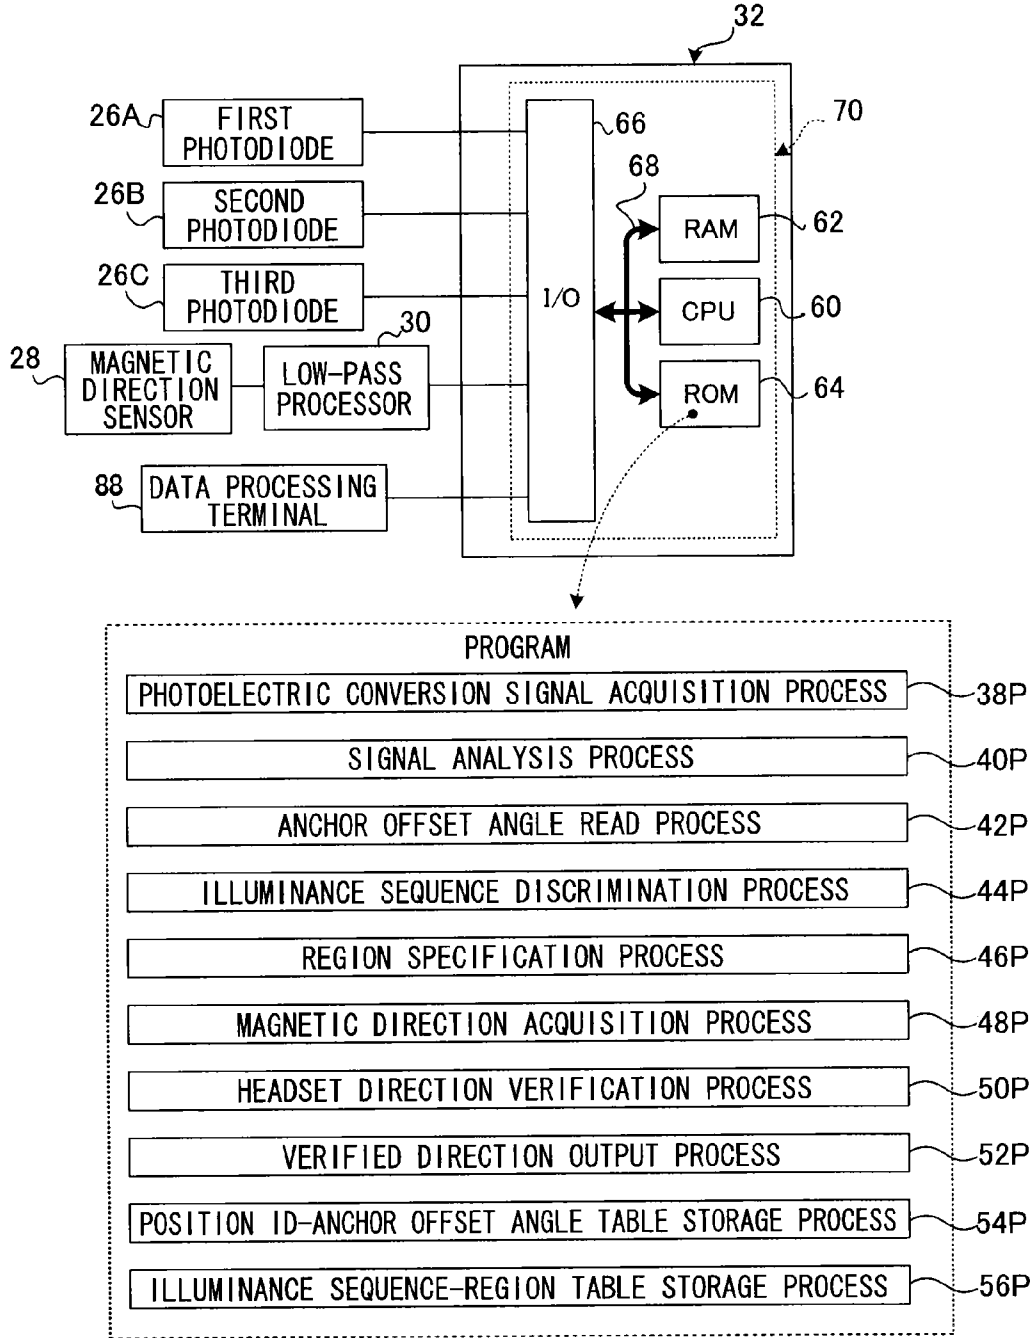 32
26A
FIRST
PHOTODIODE
66
70
26B
SECOND
PHOTODIODE
68
RAM
62
26C
THIRD
PHOTODIODE
I/O
CPU
60
30
28
MAGNETIC
DIRECTION
SENSOR
LOW-PASS
PROCESSOR
ROM
64
88
DATA PROCESSING
TERMINAL
PROGRAM
PHOTOELECTRIC CONVERSION SIGNAL ACQUISITION PROCESS
38P
SIGNAL ANALYSIS PROCESS
40P
ANCHOR OFFSET ANGLE READ PROCESS
42P
ILLUMINANCE SEQUENCE DISCRIMINATION PROCESS
44P
REGION SPECIFICATION PROCESS
46P
MAGNETIC DIRECTION ACQUISITION PROCESS
48P
HEADSET DIRECTION VERIFICATION PROCESS
50P
VERIFIED DIRECTION OUTPUT PROCESS
52P
POSITION ID-ANCHOR OFFSET ANGLE TABLE STORAGE PROCESS
54P
ILLUMINANCE SEQUENCE-REGION TABLE STORAGE PROCESS
56P